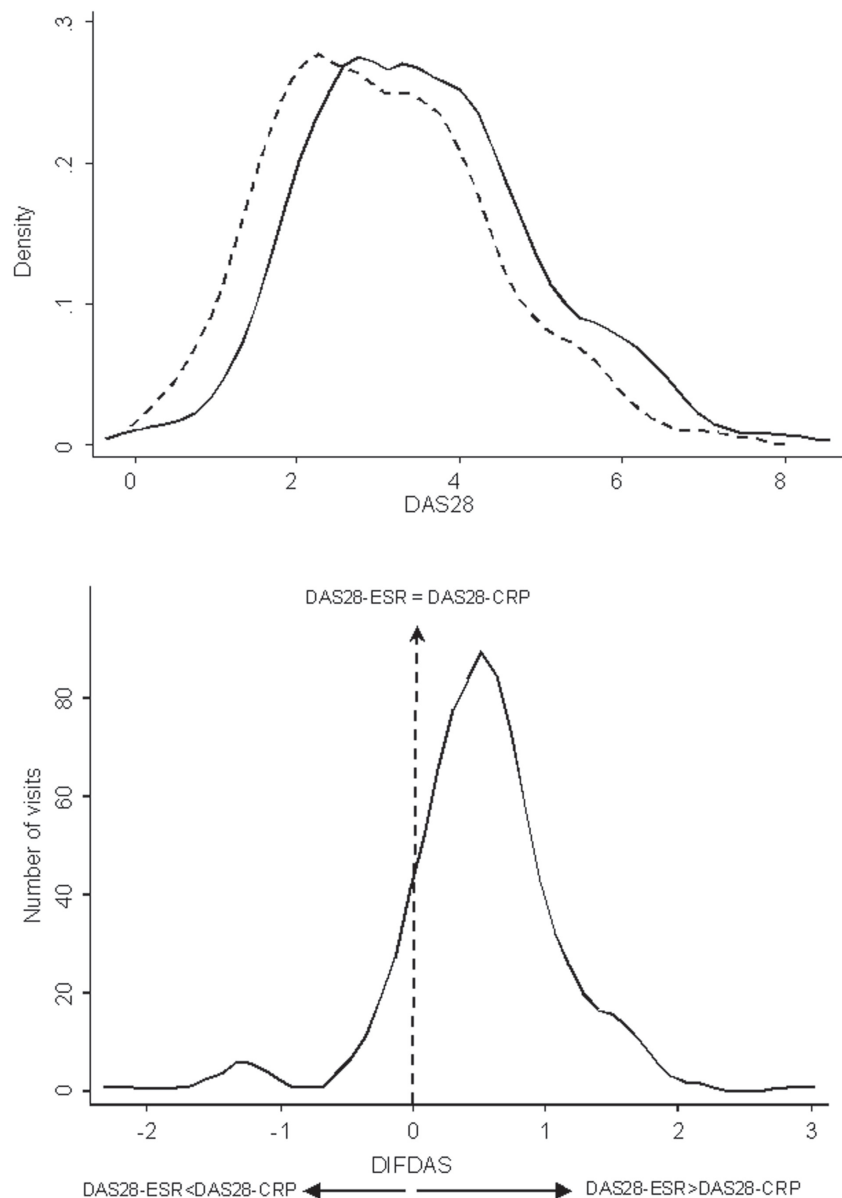 .3
.2
.1
0
Density
0 2 4 6 8
DAS28
DAS28-ESR = DAS28-CRP
80
60
40
20
0
Number of visits
-2 -1 0 1 2 3
DIFDAS
DAS28-ESR<DAS28-CRP DAS28-ESR>DAS28-CRP